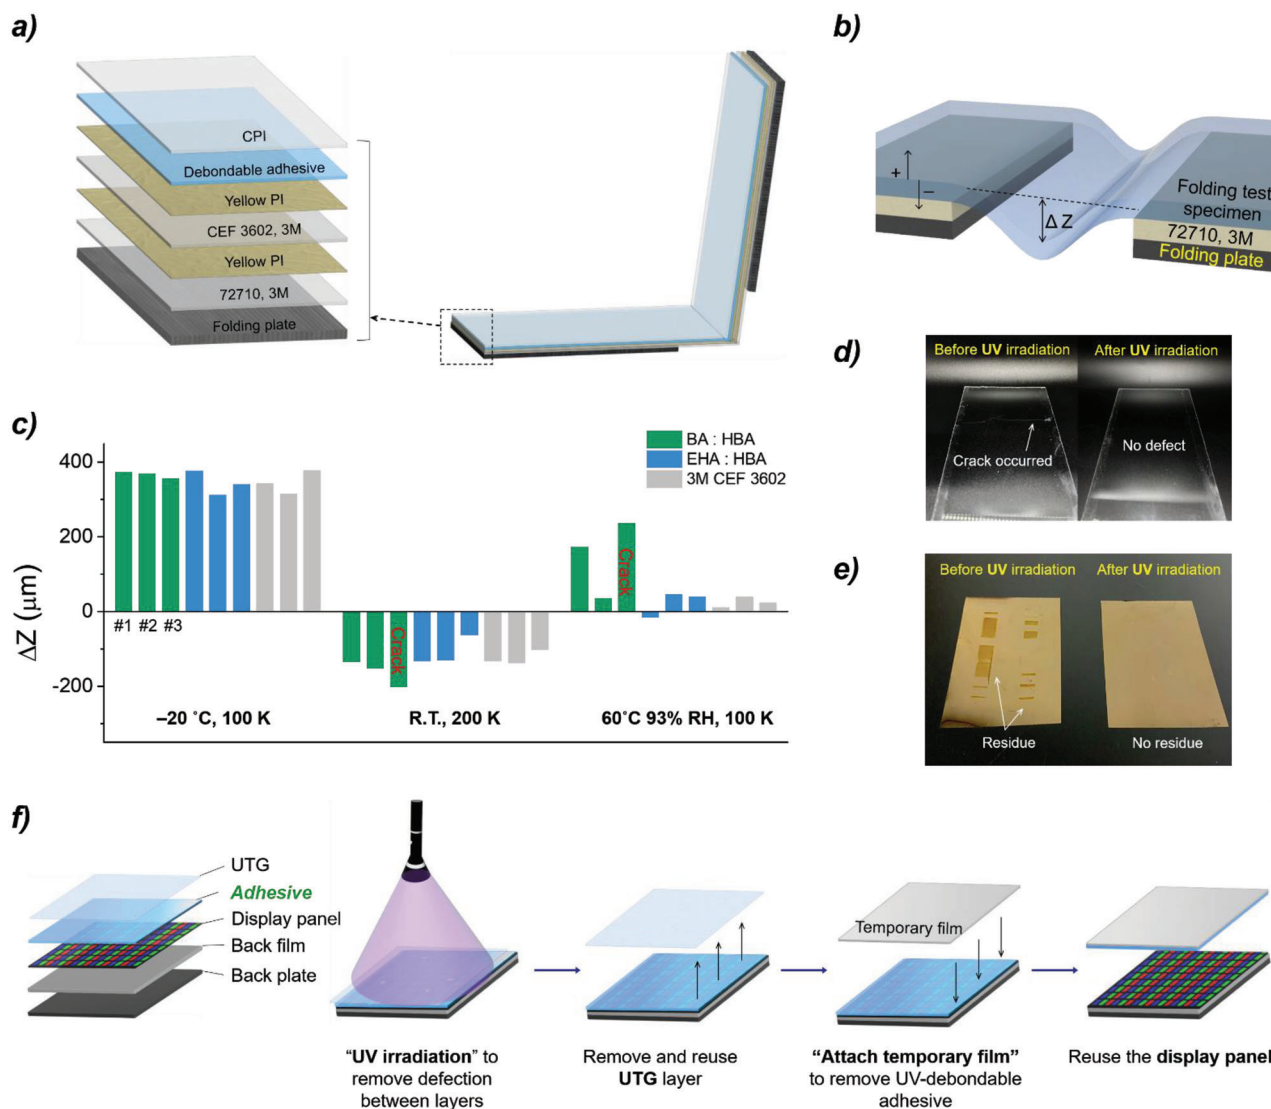 a)
CPI
Debondable adhesive
Yellow PI
CEF 3602, 3M
Yellow PI
72710, 3M
Folding plate
b)
+
−
Δ Z
Folding test
specimen
72710, 3M
Folding plate
c)
ΔZ (μm)
400
200
0
-200
BA : HBA
EHA : HBA
3M CEF 3602
#1 #2 #3
Crack
Crack
–20 ˚C, 100 K
R.T., 200 K
60˚C 93% RH, 100 K
d)
Before UV irradiation
After UV irradiation
Crack occurred
No defect
e)
Before UV irradiation
After UV irradiation
Residue
No residue
f)
UTG
Adhesive
Display panel
Back film
Back plate
"UV irradiation" to
remove defection
between layers
Remove and reuse
UTG layer
Temporary film
"Attach temporary film"
to remove UV-debondable
adhesive
Reuse the display panel